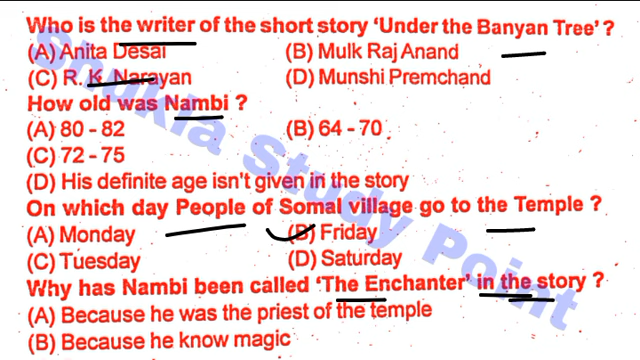 Who is the writer of the short story ‘Under the Banyan Tree’ ?
(A) Anita Desai (B) Mulk Raj Anand
(C) R. K. Narayan (D) Munshi Premchand
How old was Nambi ?
(A) 80 - 82 (B) 64 - 70
(C) 72 - 75
(D) His definite age isn't given in the story
On which day People of Somal village go to the Temple ?
(A) Monday (B) Friday
(C) Tuesday (D) Saturday
Why has Nambi been called ‘The Enchanter’ in the story ?
(A) Because he was the priest of the temple
(B) Because he know magic
Shukla Study Point